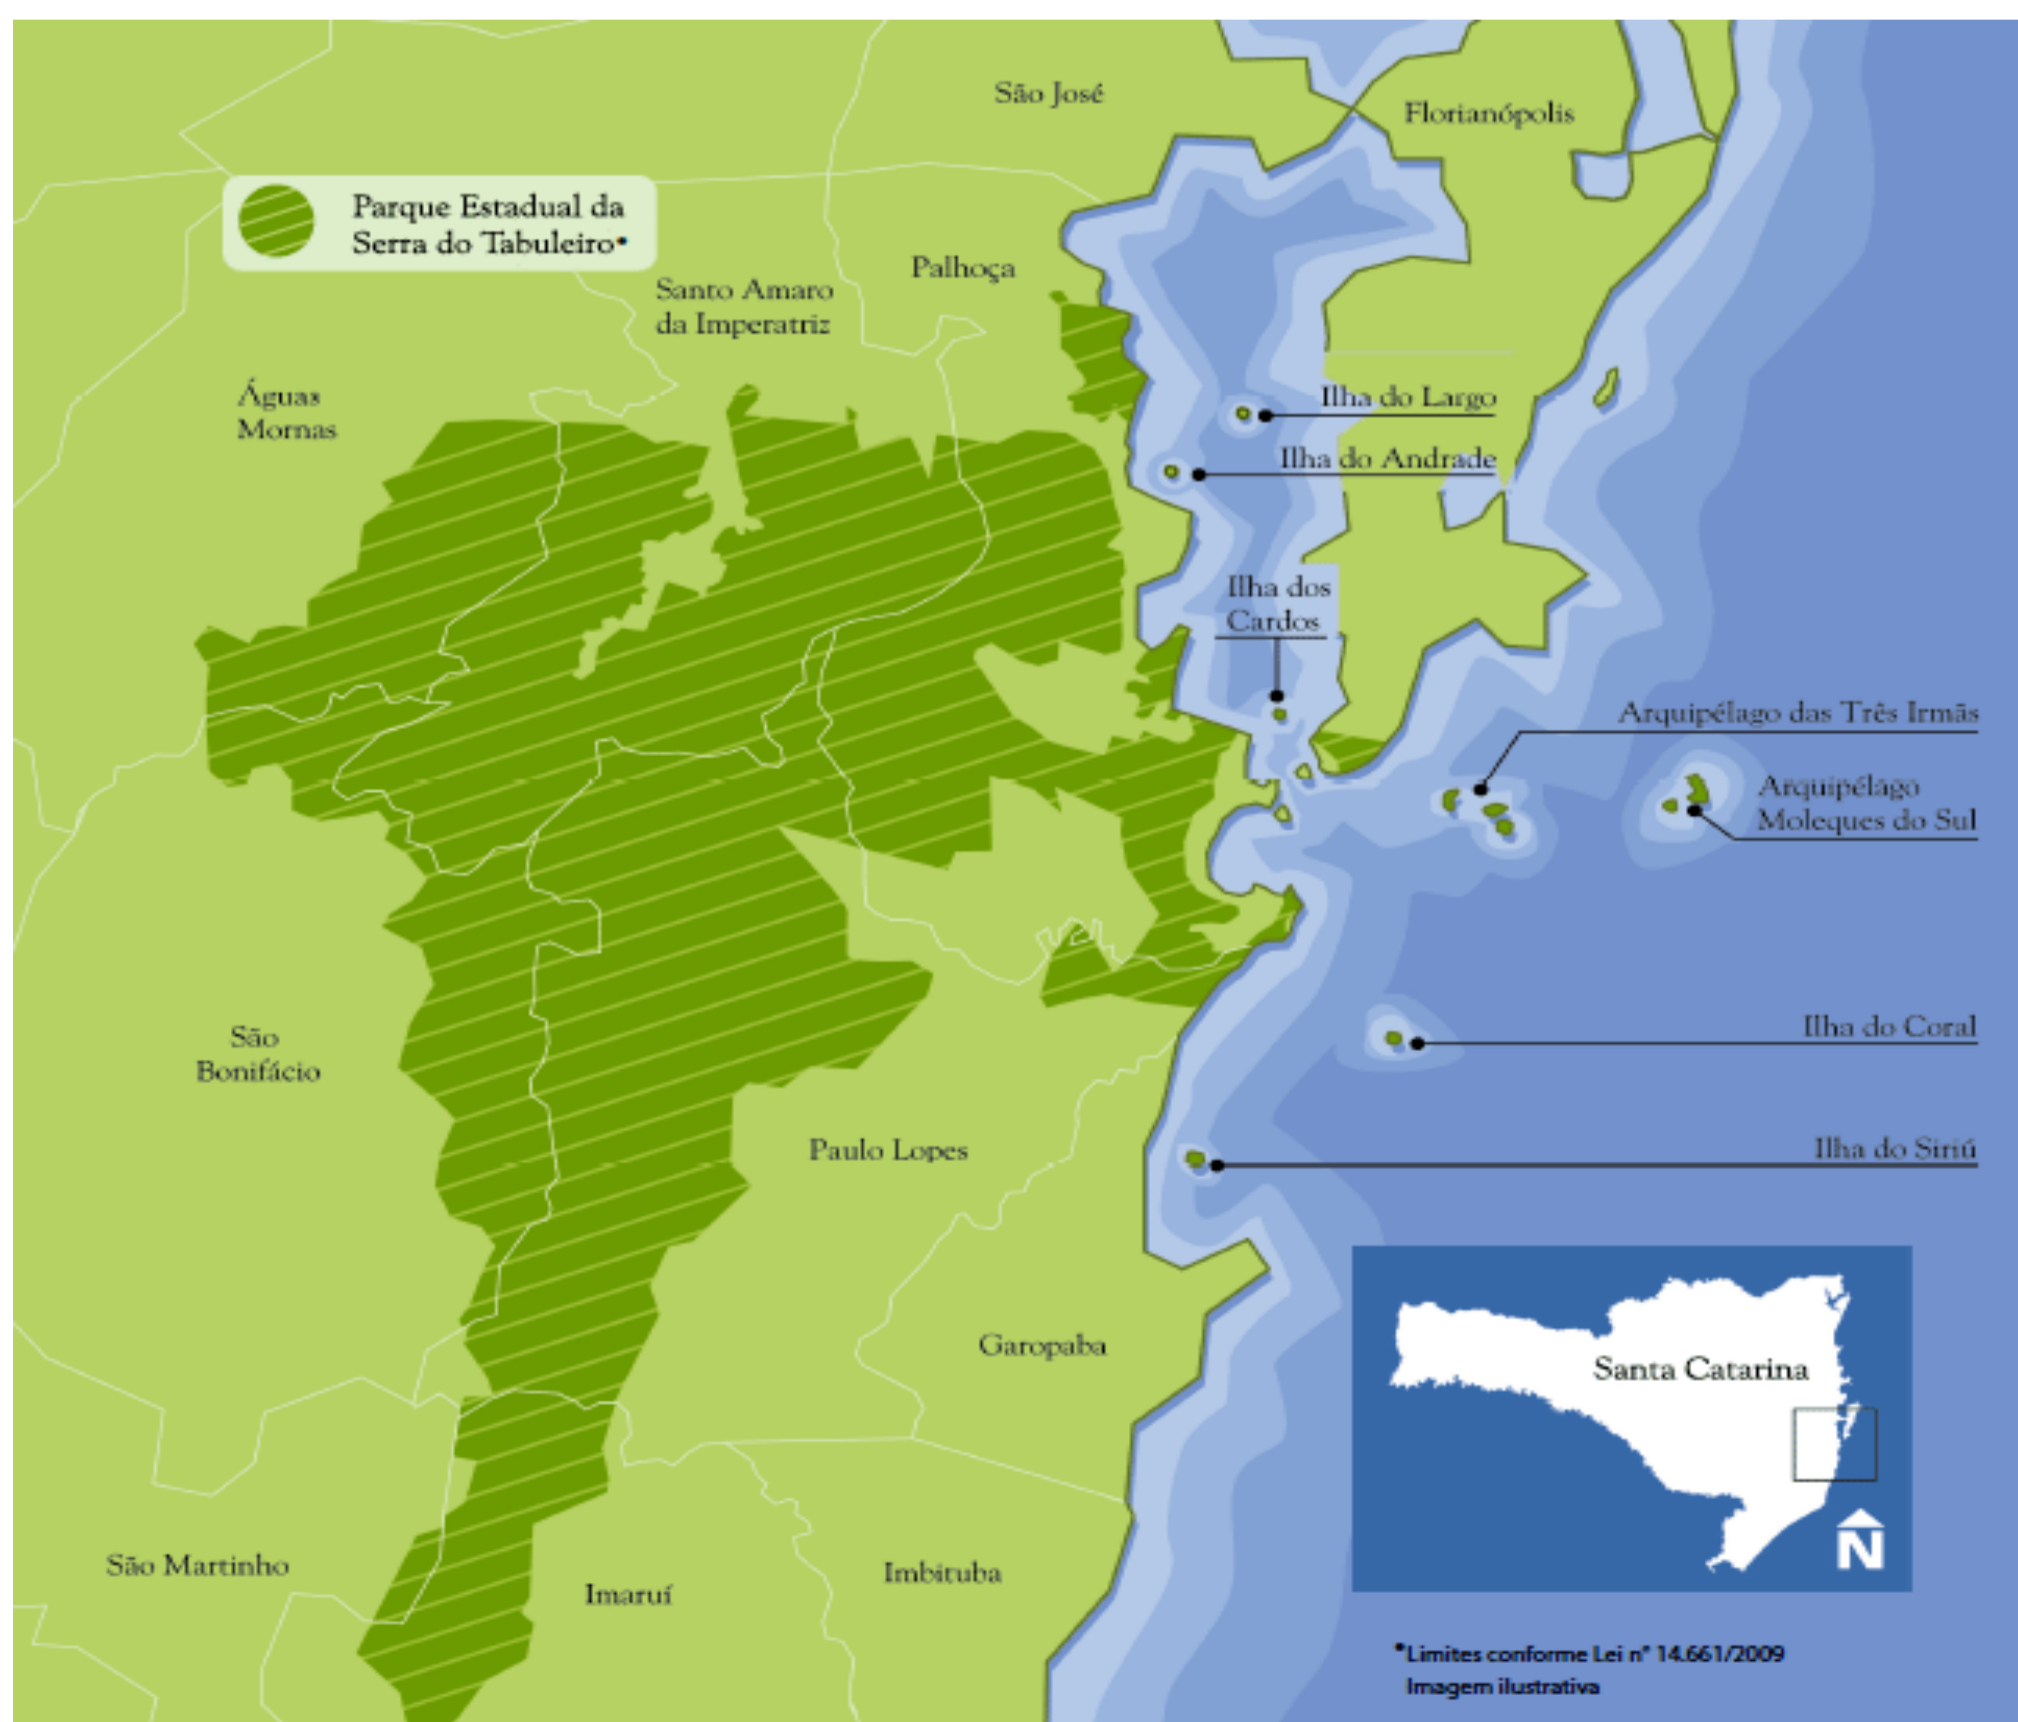 São José
Florianópolis
Parque Estadual da
Serra do Tabuleiro•
Palhoça
Santo Amaro
da Imperatriz
Águas
Mornas
Ilha do Largo
Ilha do Andrade
Ilha dos
Cardos
Arquipélago das Três Irmãs
Arquipélago
Moleques do Sul
São
Bonifácio
Ilha do Coral
Paulo Lopes
Ilha do Siriú
Garopaba
Santa Catarina
N
São Martinho
Imaruí
Imbituba
•Limites conforme Lei n° 14.661/2009
Imagem ilustrativa